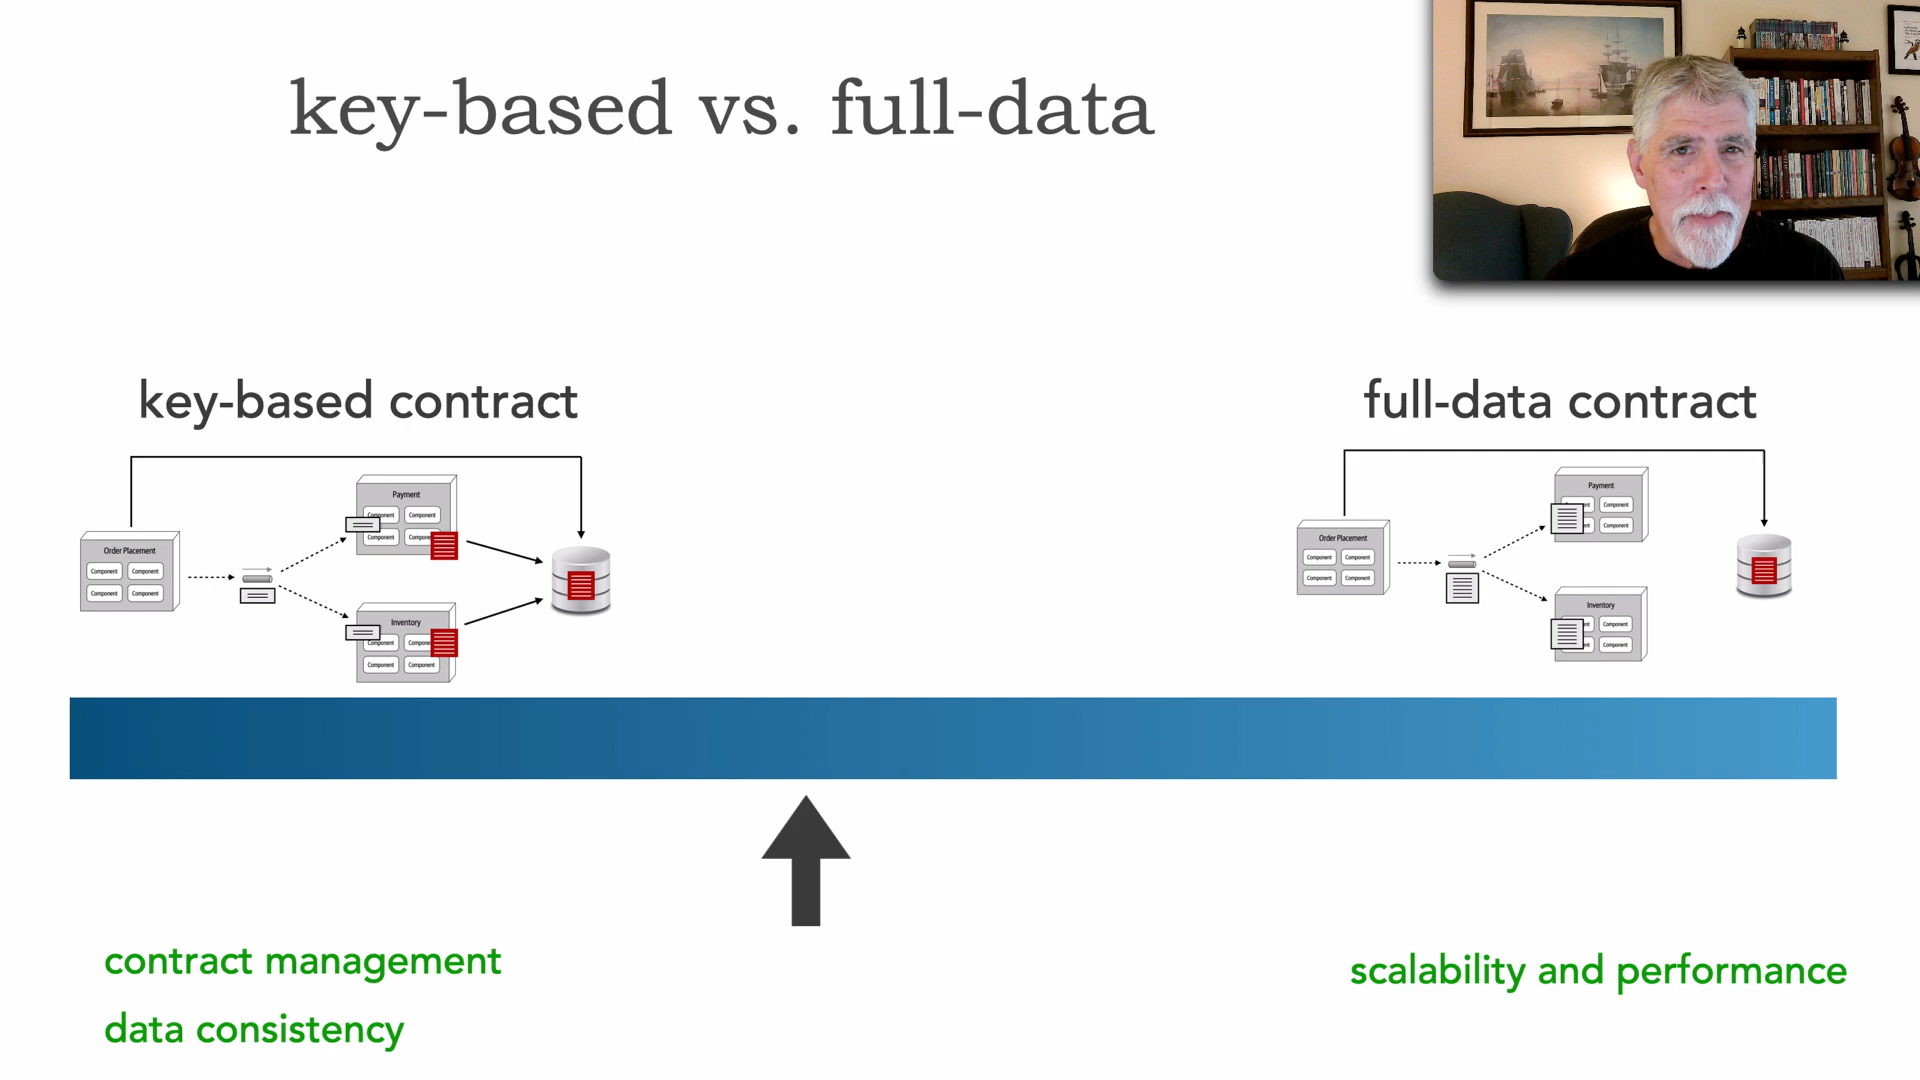 key-based vs. full-data
key-based contract
Order Placement
Component Component
Component Component
Payment
Component Component
Component
Inventory
Component
Component Component
full-data contract
Order Placement
Component Component
Component Component
Payment
Component
Component
Inventory
Component
Component
contract management
data consistency
scalability and performance